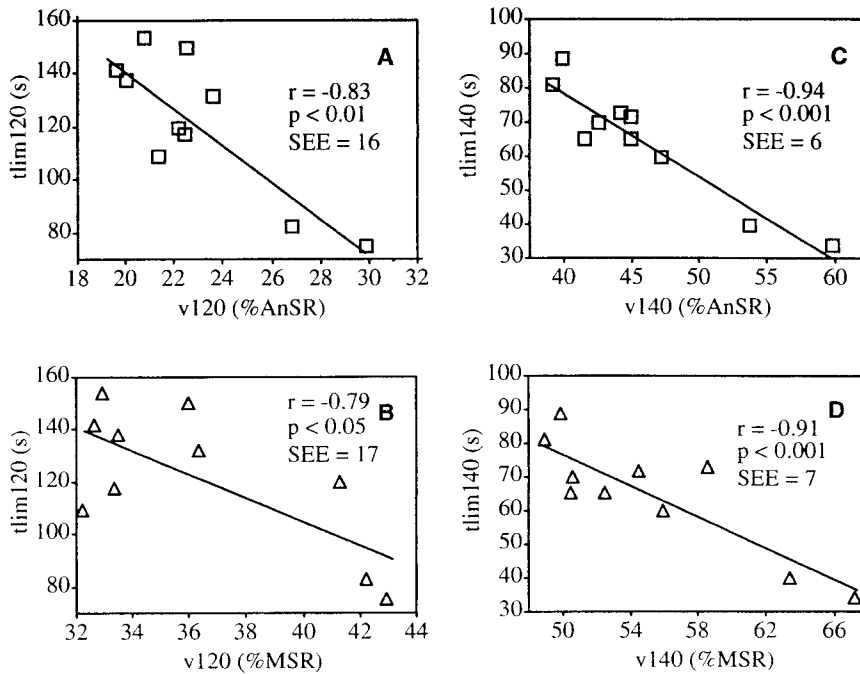 A
r = -0.83
p < 0.01
SEE = 16
tlim120 (s)
160
140
120
100
80
18 20 22 24 26 28 30 32
v120 (%AnSR)
C
r = -0.94
p < 0.001
SEE = 6
tlim140 (s)
100
90
80
70
60
50
40
30
40 45 50 55 60
v140 (%AnSR)
B
r = -0.79
p < 0.05
SEE = 17
tlim120 (s)
160
140
120
100
80
32 34 36 38 40 42 44
v120 (%MSR)
D
r = -0.91
p < 0.001
SEE = 7
tlim140 (s)
100
90
80
70
60
50
40
30
50 54 58 62 66
v140 (%MSR)